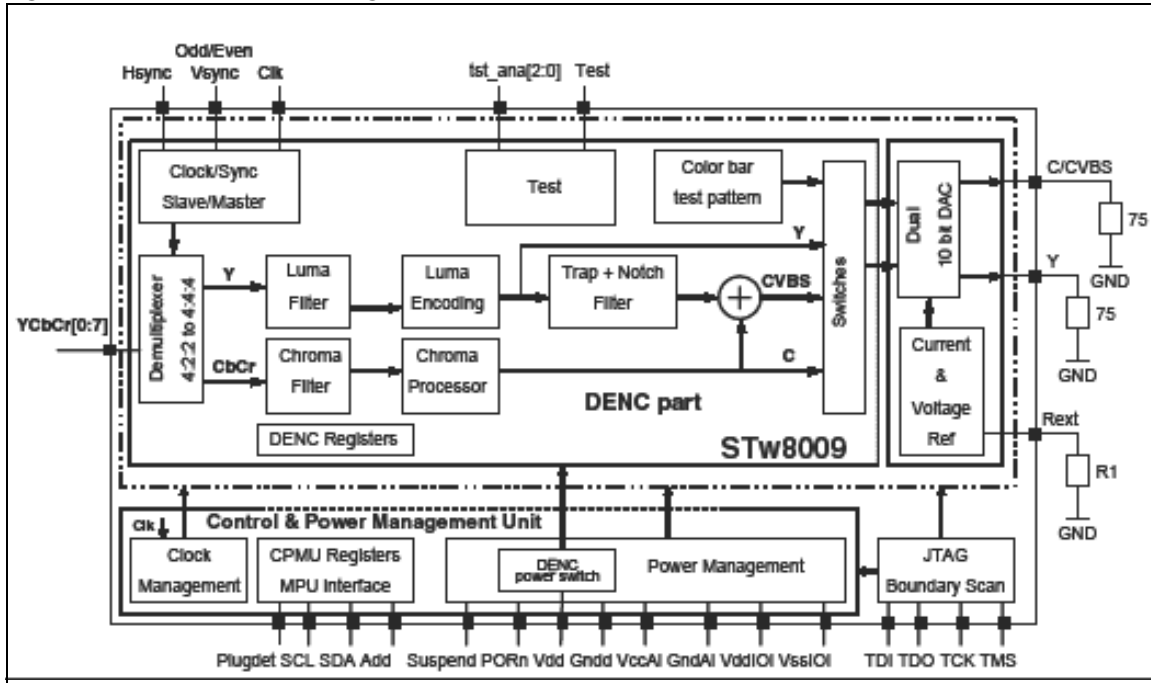 Odd/Even
Hsync Vsync Clk
tst_ana[2:0] Test
Clock/Sync
Slave/Master
Test
Color bar
test pattern
Switches
Dual
10 bit DAC
C/CVBS
75
GND
Y
75
GND
YCbCr[0:7]
Demultiplexer
4:2:2 to 4:4:4
Y
Luma
Filter
Luma
Encoding
Y
Trap + Notch
Filter
+
CVBS
CbCr
Chroma
Filter
Chroma
Processor
C
Current
&
Voltage
Ref
Rext
R1
GND
DENC part
DENC Registers
STw8009
Control & Power Management Unit
Clk
Clock
Management
CPMU Registers
MPU Interface
DENC
power switch
Power Management
JTAG
Boundary Scan
Plugdet SCL SDA Add Suspend PORn Vdd Gndd VccAI GndAI VddIOI VssIOI TDI TDO TCK TMS